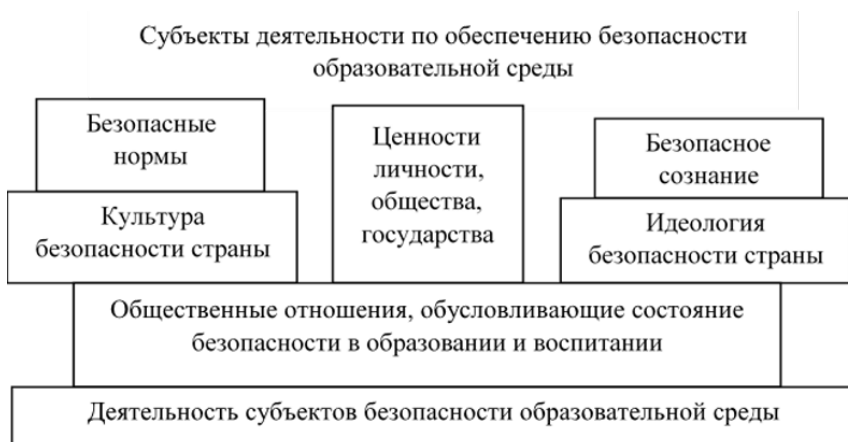 Субъекты деятельности по обеспечению безопасности
образовательной среды
Безопасные
нормы
Культура
безопасности страны
Ценности
личности,
общества,
государства
Безопасное
сознание
Идеология
безопасности страны
Общественные отношения, обусловливающие состояние
безопасности в образовании и воспитании
Деятельность субъектов безопасности образовательной среды